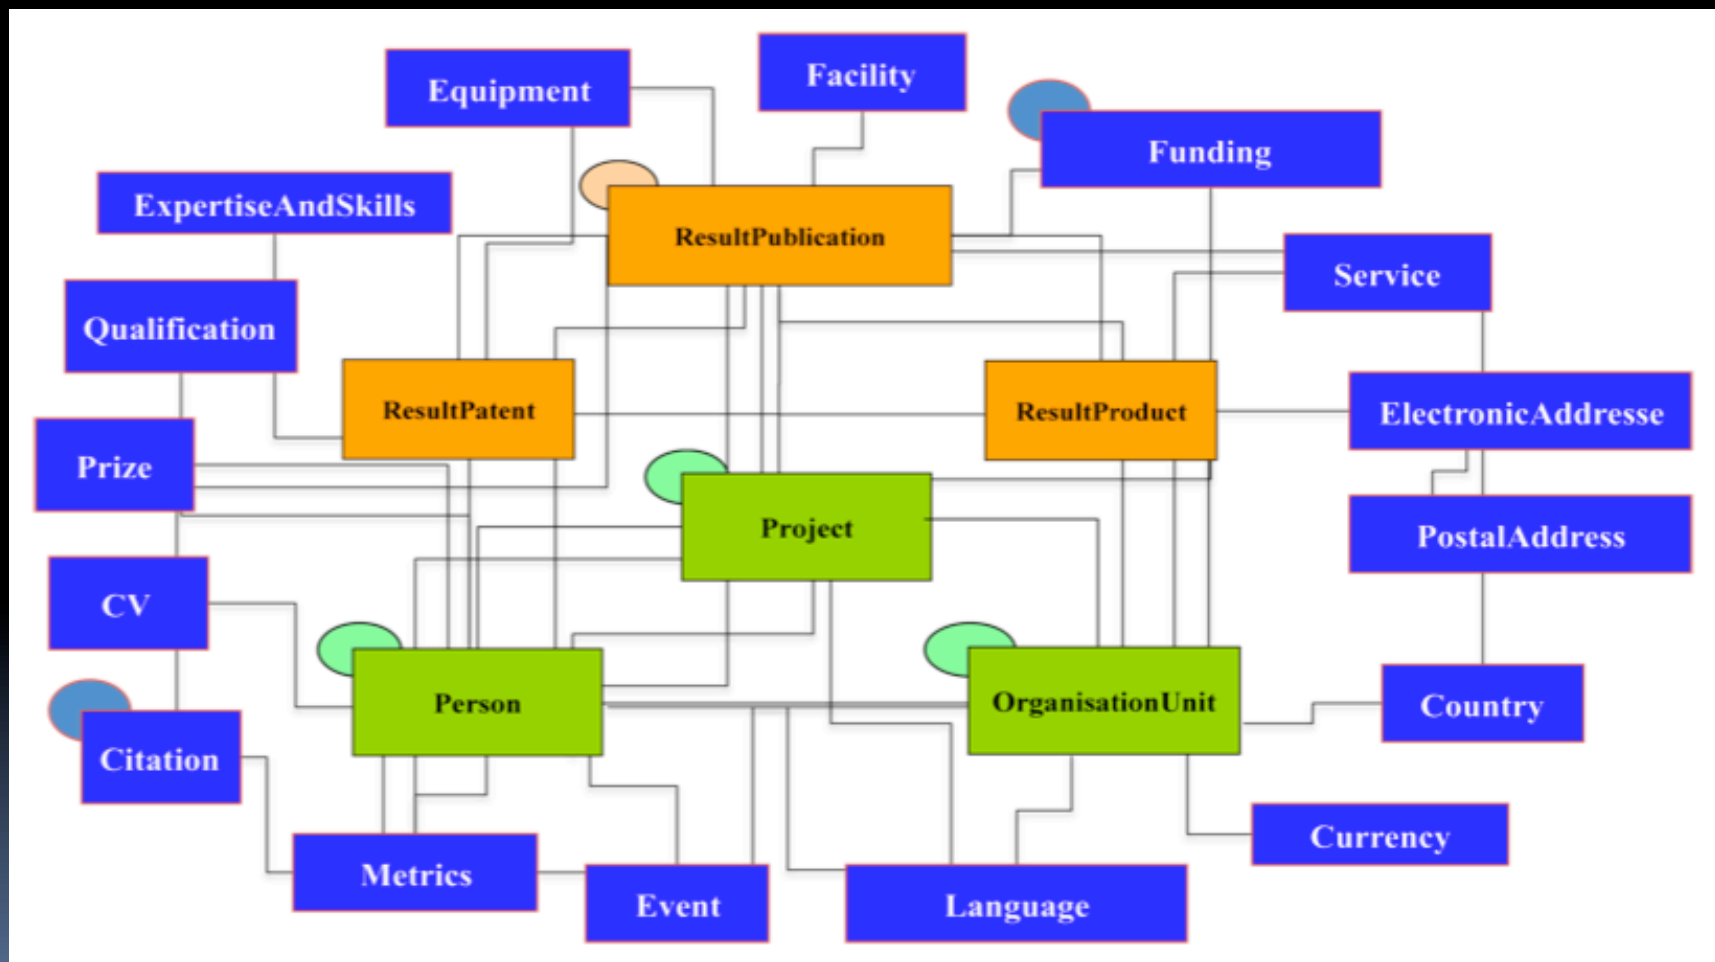 Facility
Equipment
Funding
ExpertiseAndSkills
ResultPublication
Service
Qualification
ResultPatent
ResultProduct
ElectronicAddresse
Prize
Project
PostalAddress
CV
Person
OrganisationUnit
Country
Citation
Currency
Metrics
Event
Language